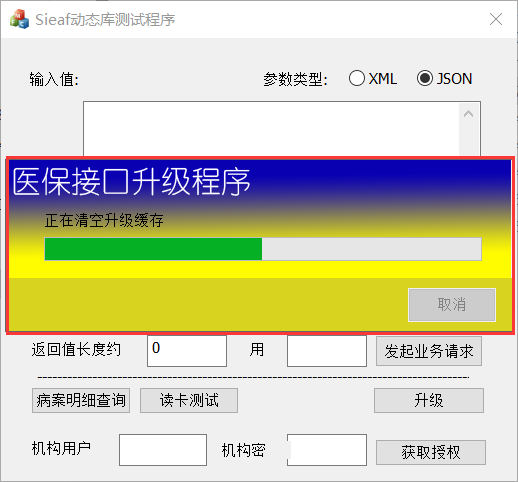 Sieaf动态库测试程序
输入值: 参数类型: XML JSON
医保接口升级程序
正在清空升级缓存
取消
返回值长度约 0 用 发起业务请求
病案明细查询 读卡测试 升级
机构用户 机构密 获取授权